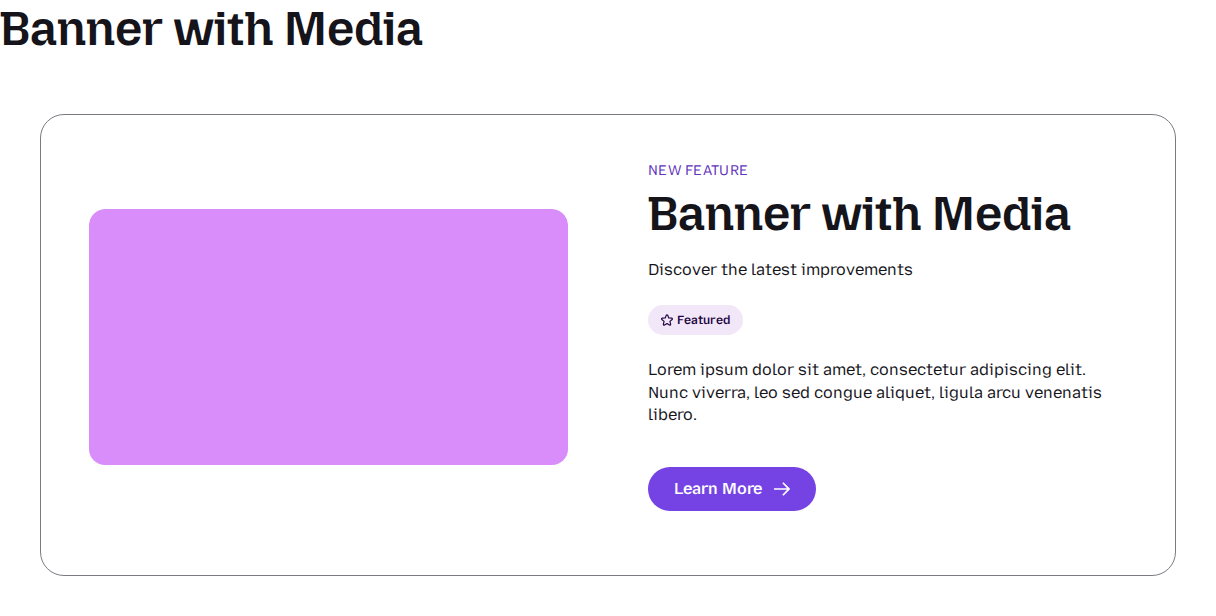 Banner with Media
NEW FEATURE
Banner with Media
Discover the latest improvements
Featured
Lorem ipsum dolor sit amet, consectetur adipiscing elit.
Nunc viverra, leo sed congue aliquet, ligula arcu venenatis
libero.
Learn More